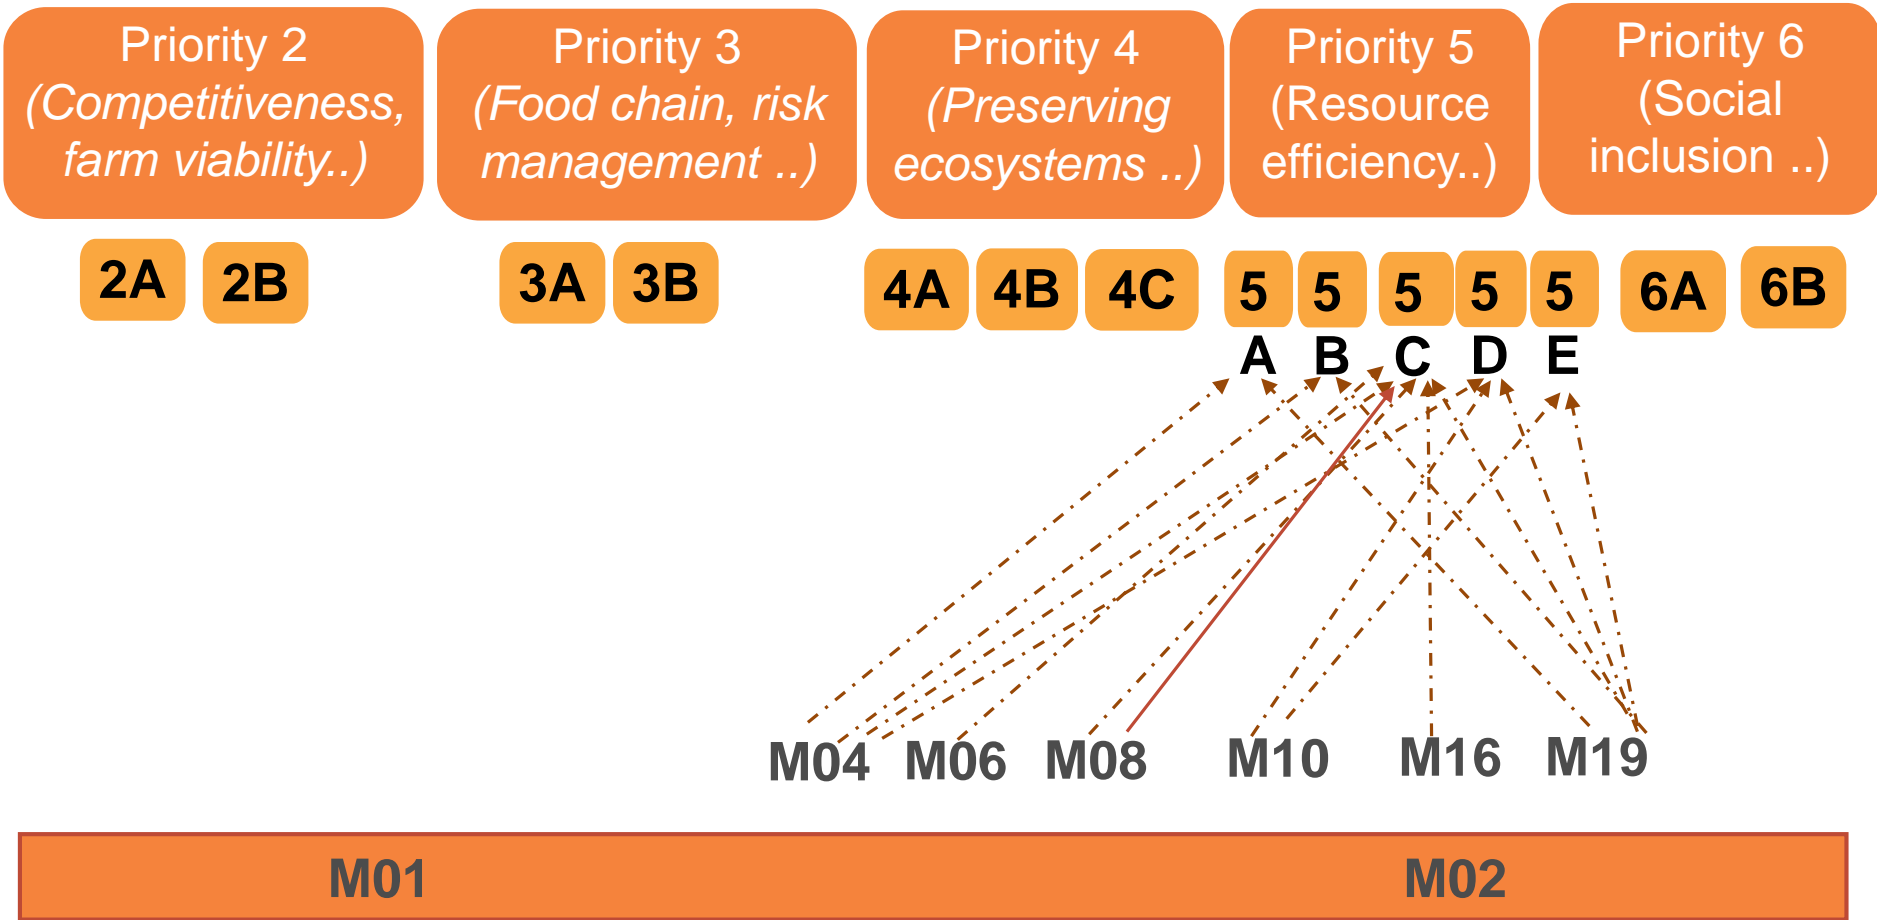 Priority 2
(Competitiveness,
farm viability..)
Priority 3
(Food chain, risk
management ..)
Priority 4
(Preserving
ecosystems ..)
Priority 5
(Resource
efficiency..)
Priority 6
(Social
inclusion ..)
2A 2B 3A 3B 4A 4B 4C 5 5 5 5 5 6A 6B
A B C D E
M04 M06 M08 M10 M16 M19
M01 M02